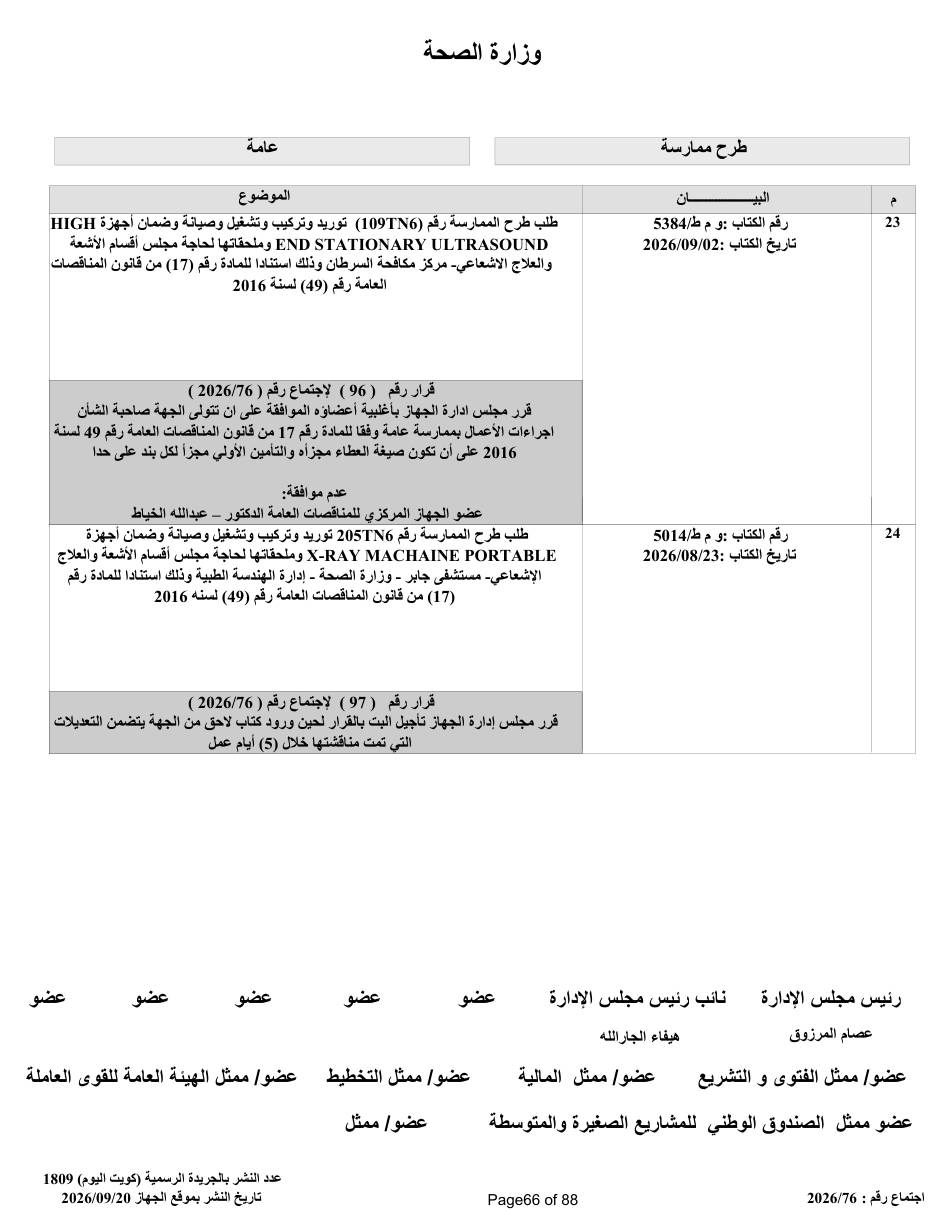 وزارة الصحة
طرح ممارسة
عامة
م
البيـــــــــــــــان
الموضوع
23
رقم الكتاب :و م ط/5384
تاريخ الكتاب :2026/09/02
طلب طرح الممارسة رقم (109TN6) توريد وتركيب وتشغيل وصيانة وضمان أجهزة HIGH
END STATIONARY ULTRASOUND وملحقاتها لحاجة مجلس أقسام الأشعة
والعلاج الاشعاعي- مركز مكافحة السرطان وذلك استنادا للمادة رقم (17) من قانون المناقصات
العامة رقم (49) لسنة 2016
قرار رقم ( 96 ) لإجتماع رقم ( 2026/76 )
قرر مجلس ادارة الجهاز بأغلبية أعضاؤه الموافقة على ان تتولى الجهة صاحبة الشأن
اجراءات الأعمال بممارسة عامة وفقا للمادة رقم 17 من قانون المناقصات العامة رقم 49 لسنة
2016 على أن تكون صيغة العطاء مجزأه والتأمين الأولي مجزأ لكل بند على حدا
عدم موافقة:
عضو الجهاز المركزي للمناقصات العامة الدكتور – عبدالله الخياط
24
رقم الكتاب :و م ط/5014
تاريخ الكتاب :2026/08/23
طلب طرح الممارسة رقم 205TN6 توريد وتركيب وتشغيل وصيانة وضمان أجهزة
X-RAY MACHAINE PORTABLE وملحقاتها لحاجة مجلس أقسام الأشعة والعلاج
الإشعاعي- مستشفى جابر - وزارة الصحة - إدارة الهندسة الطبية وذلك استنادا للمادة رقم
(17) من قانون المناقصات العامة رقم (49) لسنه 2016
قرار رقم ( 97 ) لإجتماع رقم ( 2026/76 )
قرر مجلس إدارة الجهاز تأجيل البت بالقرار لحين ورود كتاب لاحق من الجهة يتضمن التعديلات
التي تمت مناقشتها خلال (5) أيام عمل
رئيس مجلس الإدارة نائب رئيس مجلس الإدارة عضو عضو عضو عضو عضو
عصام المرزوق هيفاء الجارالله
عضو/ ممثل الفتوى و التشريع عضو/ ممثل المالية عضو/ ممثل التخطيط عضو/ ممثل الهيئة العامة للقوى العاملة
عضو ممثل الصندوق الوطني للمشاريع الصغيرة والمتوسطة عضو/ ممثل
عدد النشر بالجريدة الرسمية (كويت اليوم) 1809
اجتماع رقم : 2026/76 Page66 of 88 تاريخ النشر بموقع الجهاز 2026/09/20